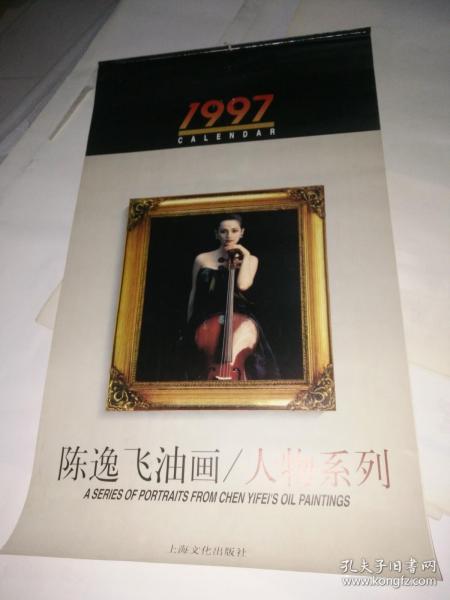 1997
CALENDAR
陈逸飞油画/人物系列
A SERIES OF PORTRAITS FROM CHEN YIFEI'S OIL PAINTINGS
上海文化出版社
孔夫子旧书网
www.kongfz.com